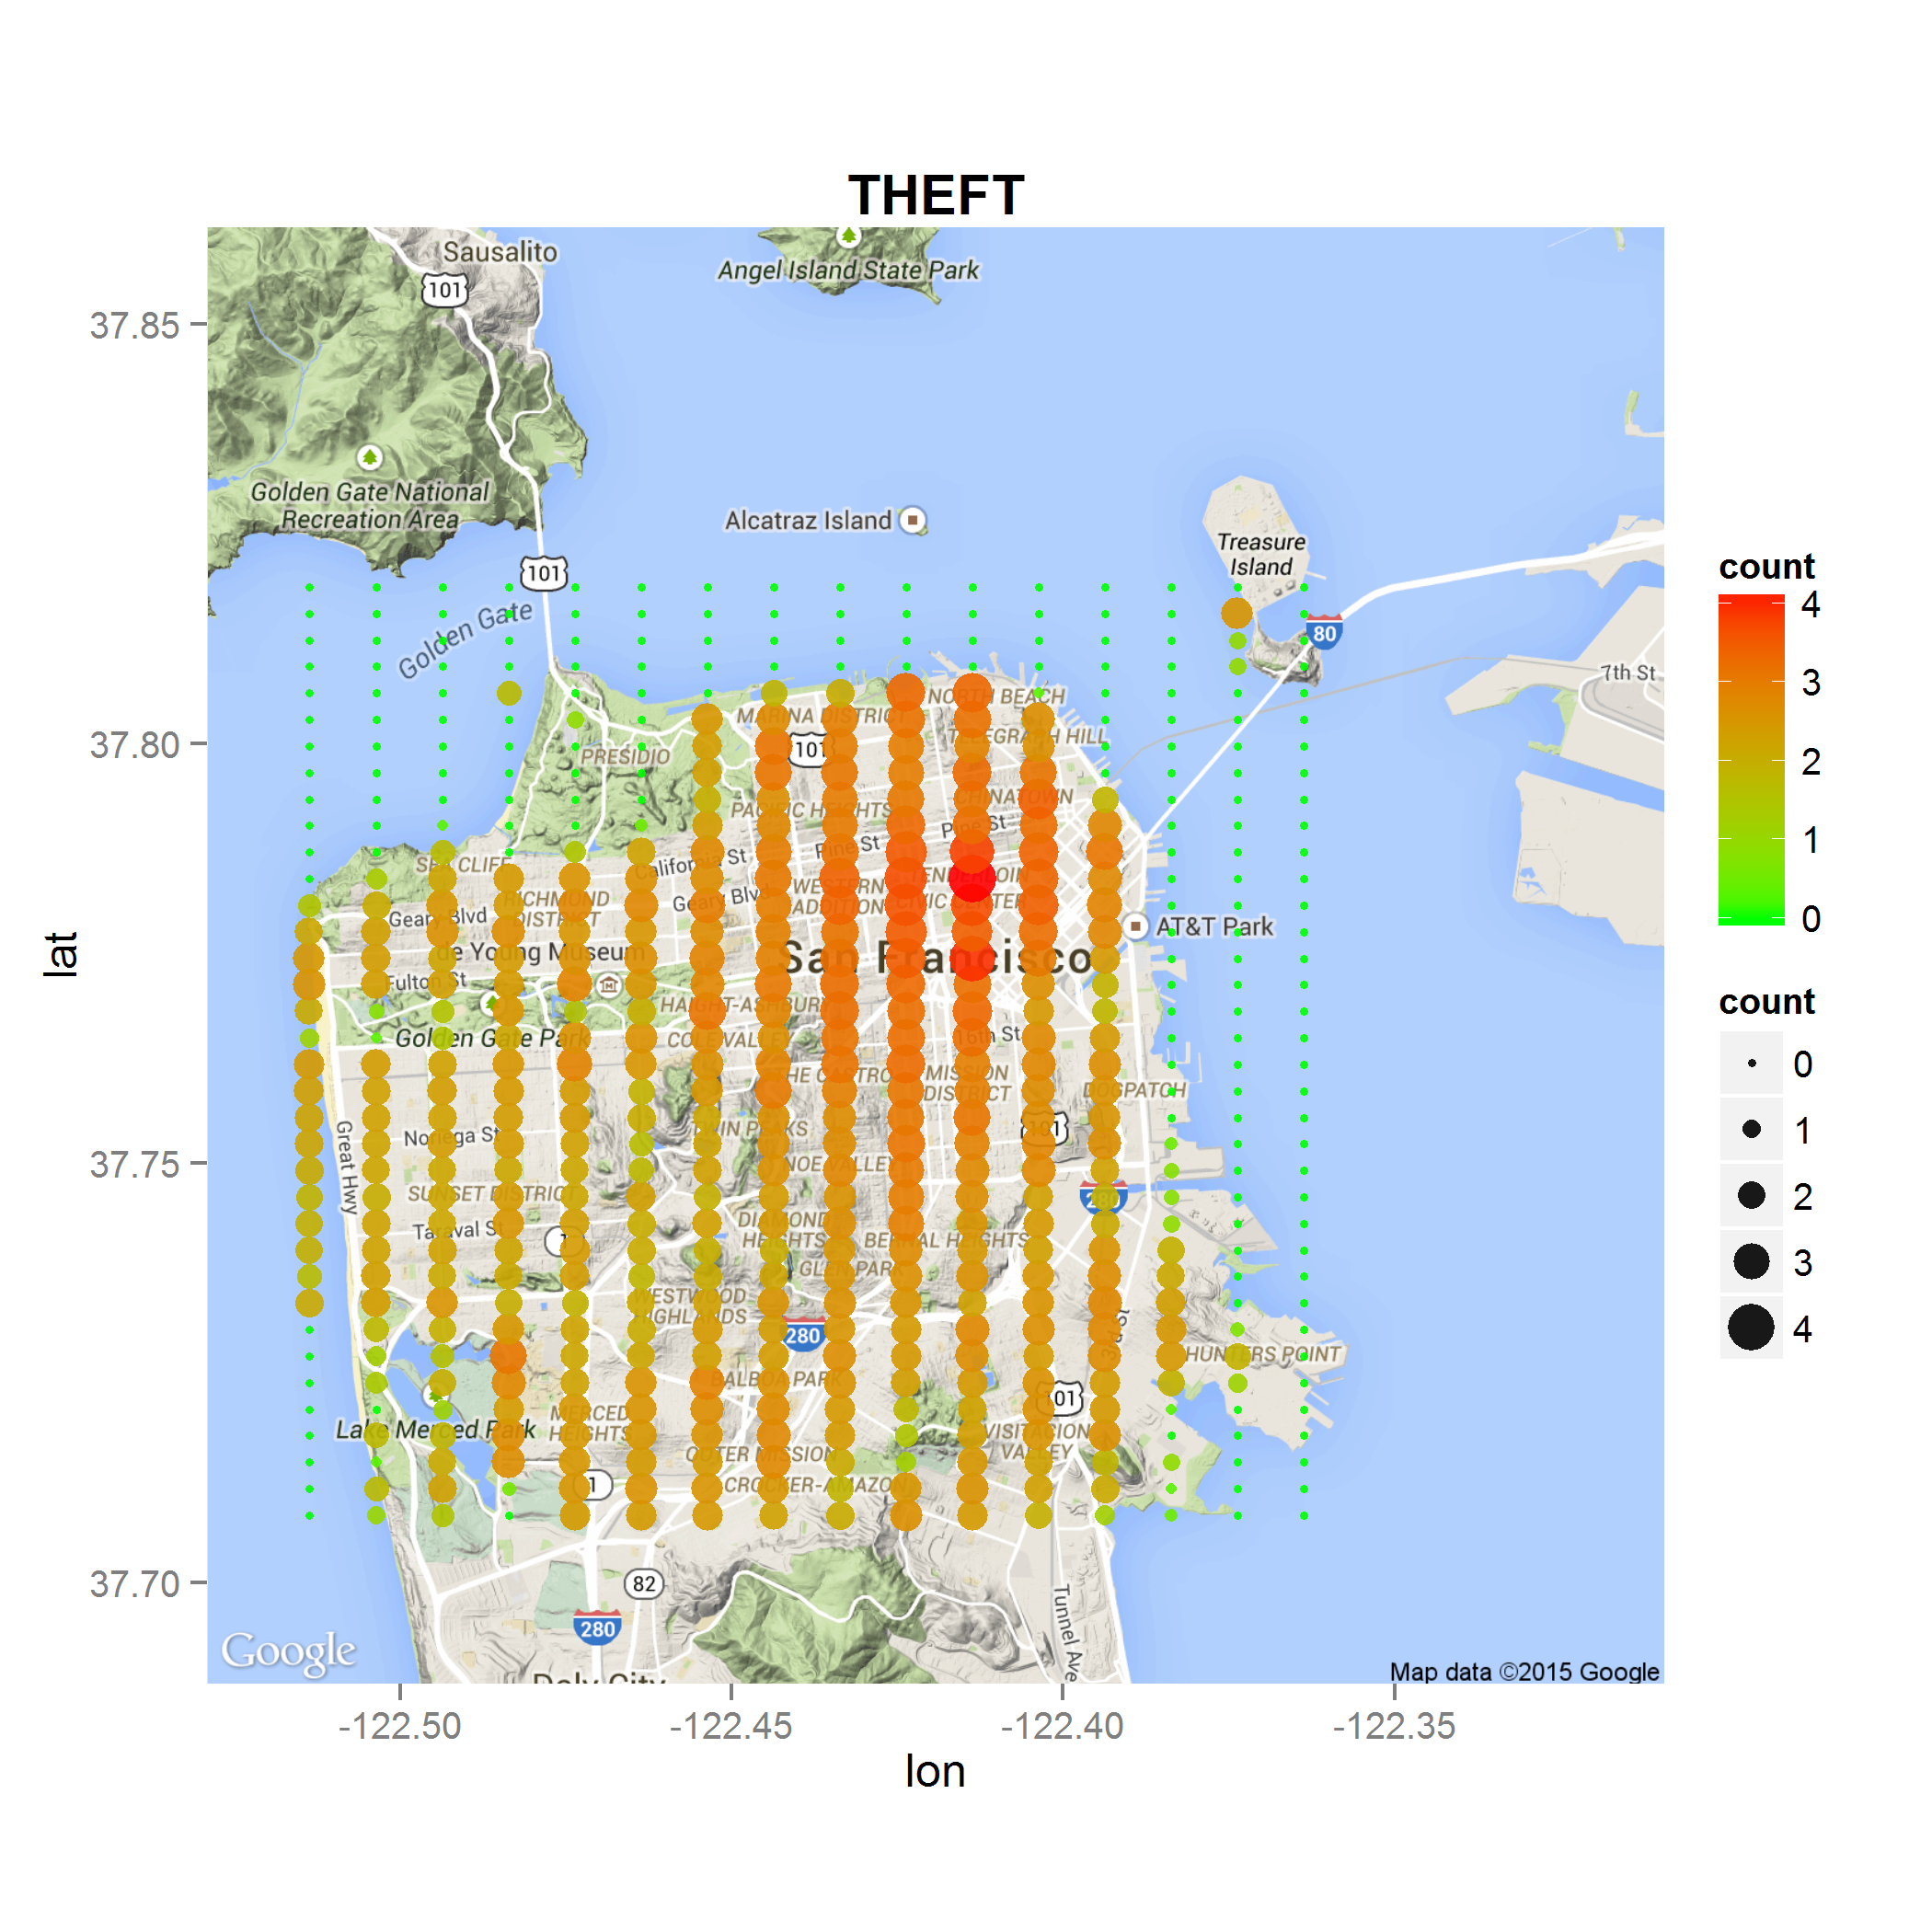 THEFT
Sausalito
101
Angel Island State Park
37.85
Golden Gate National
Recreation Area
Alcatraz Island
Treasure
Island
101
Golden Gate
80
7th St
NORTH BEACH
MARINA DISTRICT
TELEGRAPH HILL
37.80
101
PRESIDIO
PACIFIC HEIGHTS
CHINATOWN
Pine St
Pine St
SEA CLIFF
California St
RICHMOND
DISTRICT
Geary Blvd
WESTERN
ADDITION
TENDERLOIN
CIVIC CENTER
Geary Blvd
AT&T Park
de Young Museum
San Francisco
Fulton St
HAIGHT-ASHBURY
Golden Gate Park
COLE VALLEY
16th St
THE CASTRO
MISSION
DISTRICT
DOGPATCH
Great Hwy
Noriega St
TWIN PEAKS
101
37.75
NOE VALLEY
SUNSET DISTRICT
280
Taraval St
1
DIAMOND
HEIGHTS
BERNAL HEIGHTS
GLEN PARK
WESTWOOD
HIGHLANDS
280
3rd St
HUNTERS POINT
BALBOA PARK
101
Lake Merced Park
MERCED
HEIGHTS
VISITACION
VALLEY
OUTER MISSION
1
CROCKER-AMAZON
37.70
82
280
Tunnel Ave
Google
Daly City
Map data ©2015 Google
-122.50
-122.45
-122.40
-122.35
lon
lat
count
4
3
2
1
0
count
0
1
2
3
4